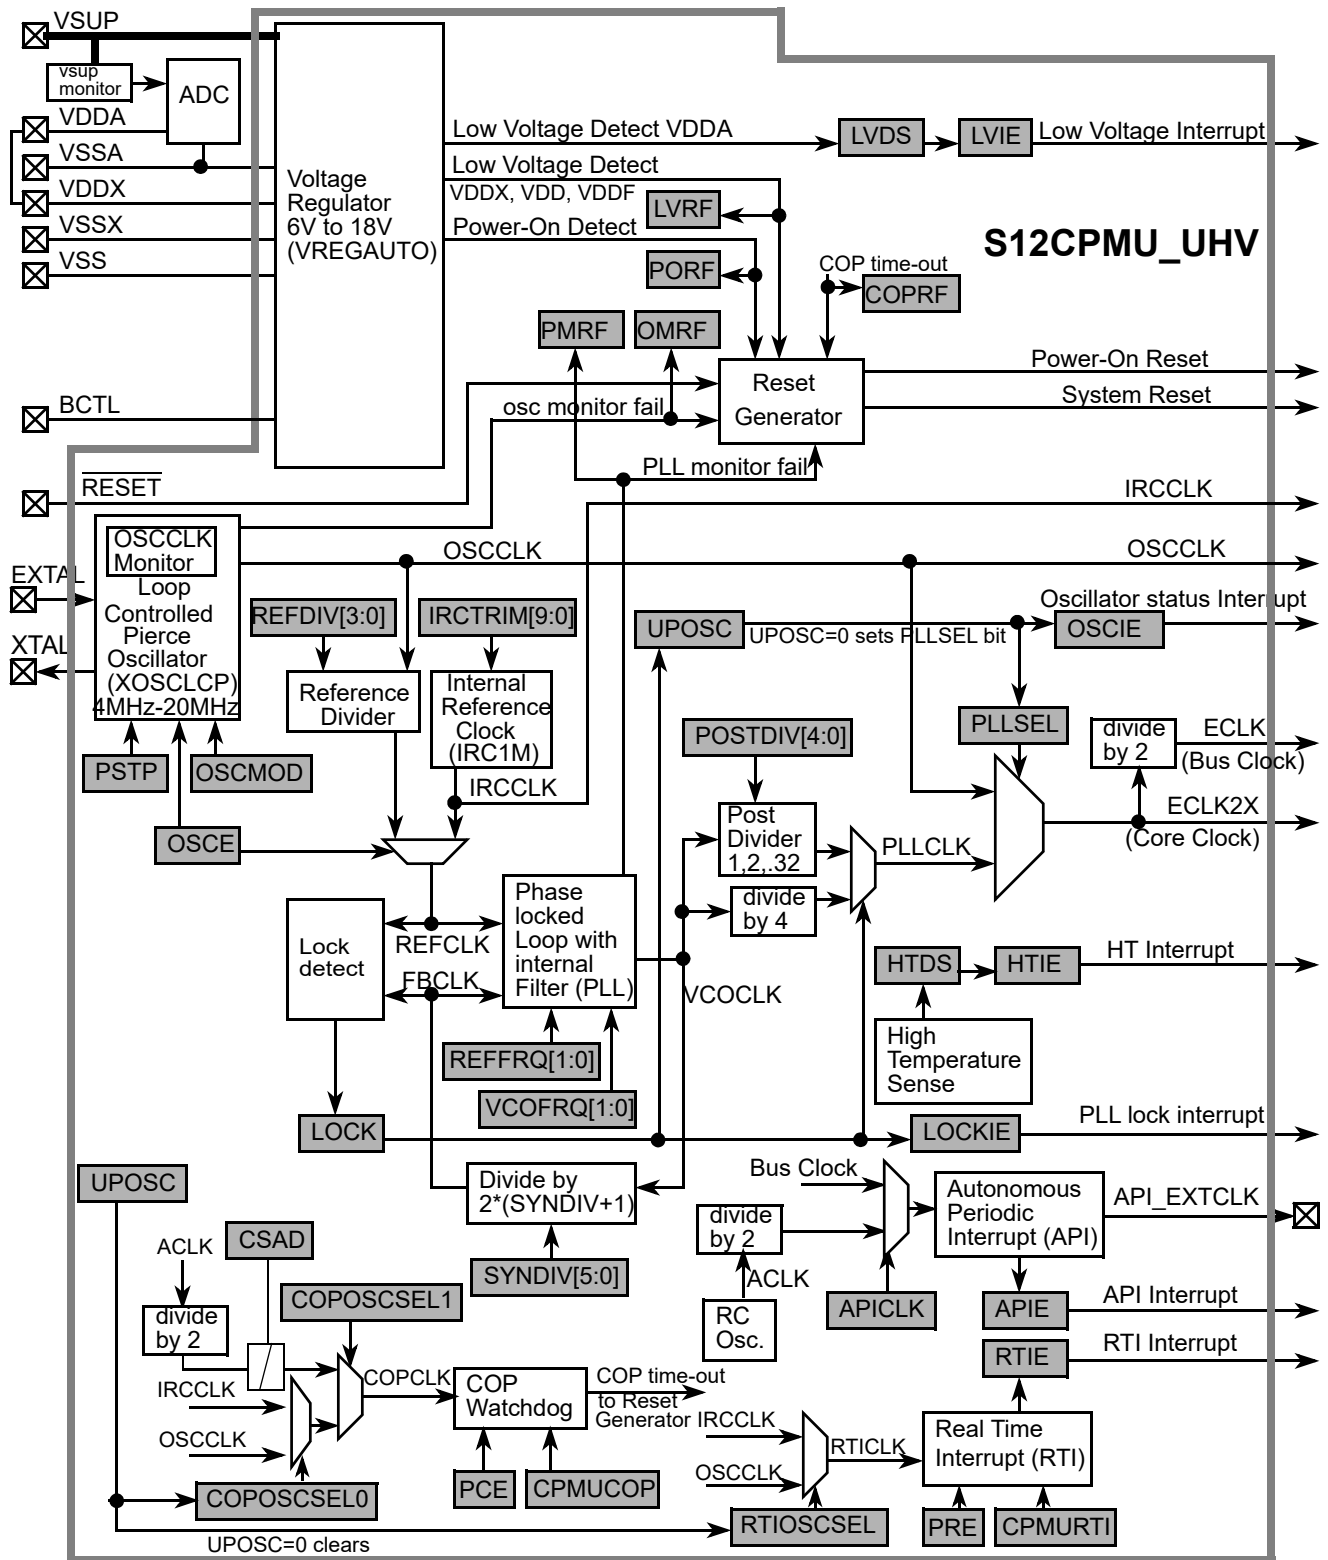 VSUP
vsup
monitor
ADC
VDDA
VSSA
VDDX
VSSX
VSS
BCTL
Voltage
Regulator
6V to 18V
(VREGAUTO)
Low Voltage Detect VDDA
LVDS
LVIE
Low Voltage Interrupt
Low Voltage Detect
VDDX, VDD, VDDF
LVRF
Power-On Detect
PORF
S12CPMU_UHV
COP time-out
COPRF
PMRF
OMRF
Reset
Generator
Power-On Reset
System Reset
osc monitor fail
PLL monitor fail
RESET
IRCCLK
OSCCLK
Monitor
Loop
Controlled
Pierce
Oscillator
(XOSCLCP)
4MHz-20MHz
EXTAL
XTAL
OSCCLK
OSCCLK
REFDIV[3:0]
IRCTRIM[9:0]
UPOSC
UPOSC=0 sets PLLSEL bit
Oscillator status Interrupt
OSCIE
Reference
Divider
Internal
Reference
Clock
(IRC1M)
PSTP
OSCMOD
OSCE
IRCCLK
POSTDIV[4:0]
PLLSEL
divide
by 2
ECLK
(Bus Clock)
ECLK2X
(Core Clock)
Post
Divider
1,2,.32
PLLCLK
divide
by 4
Lock
detect
REFCLK
FBCLK
Phase
locked
Loop with
internal
Filter (PLL)
VCOCLK
REFFRQ[1:0]
VCOFRQ[1:0]
HTDS
HTIE
HT Interrupt
High
Temperature
Sense
LOCK
LOCKIE
PLL lock interrupt
UPOSC
Divide by
2*(SYNDIV+1)
SYNDIV[5:0]
Bus Clock
divide
by 2
ACLK
RC
Osc.
APICLK
Autonomous
Periodic
Interrupt (API)
API_EXTCLK
APIE
API Interrupt
RTIE
RTI Interrupt
ACLK
CSAD
divide
by 2
COPOSCSEL1
IRCCLK
OSCCLK
COPCLK
COP
Watchdog
COP time-out
to Reset
Generator
PCE
CPMUCOP
COPOSCSEL0
IRCCLK
OSCCLK
RTICLK
Real Time
Interrupt (RTI)
RTIOSCSEL
PRE
CPMURTI
UPOSC=0 clears